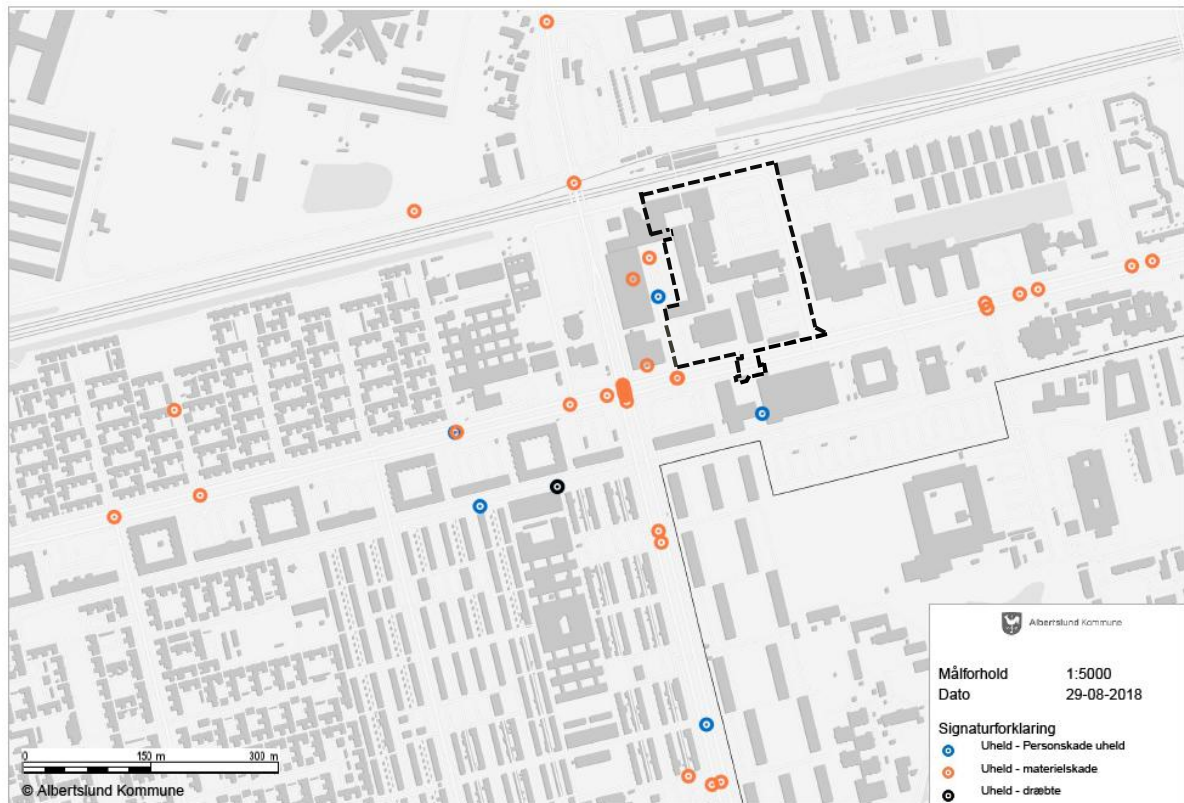 Albertslund Kommune
Målforhold 1:5000
Dato 29-08-2018
Signaturforklaring
Uheld - Personskade uheld
Uheld - materielskade
Uheld - dræbte
0 150 m 300 m
© Albertslund Kommune